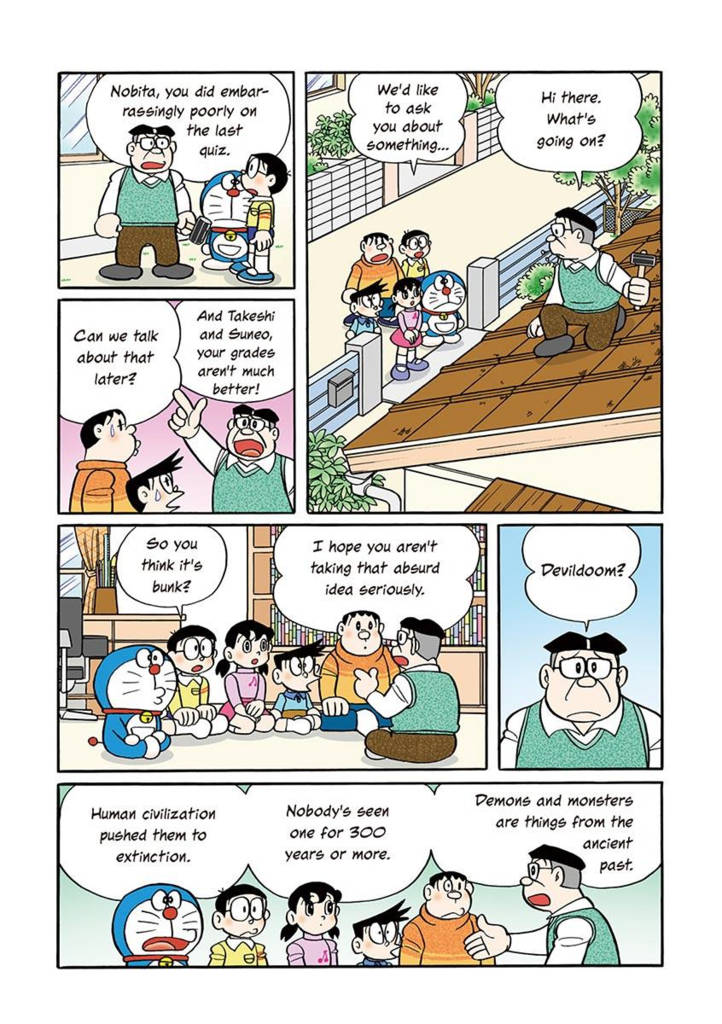 Hi there.
What's
going on?
We'd like
to ask
you about
something...
Nobita, you did embar-
rassingly poorly on
the last
quiz.
And Takeshi
and Suneo,
your grades
aren't much
better!
Can we talk
about that
later?
Devildoom?
I hope you aren't
taking that absurd
idea seriously.
So you
think it's
bunk?
Demons and monsters
are things from the
ancient
past.
Nobody's seen
one for 300
years or more.
Human civilization
pushed them to
extinction.